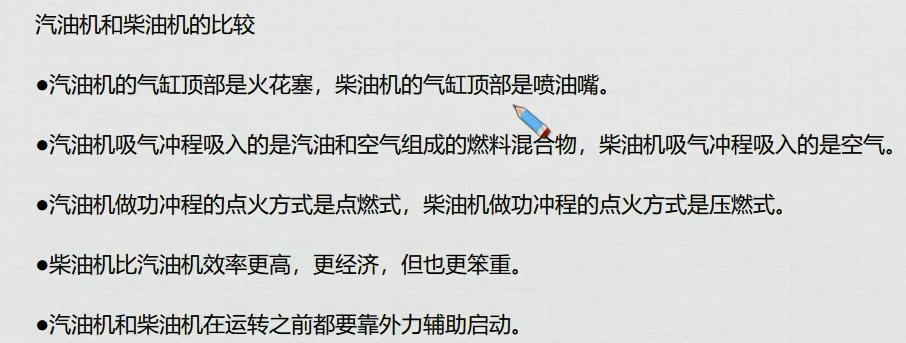 汽油机和柴油机的比较
●汽油机的气缸顶部是火花塞，柴油机的气缸顶部是喷油嘴。
●汽油机吸气冲程吸入的是汽油和空气组成的燃料混合物，柴油机吸气冲程吸入的是空气。
●汽油机做功冲程的点火方式是点燃式，柴油机做功冲程的点火方式是压燃式。
●柴油机比汽油机效率更高，更经济，但也更笨重。
●汽油机和柴油机在运转之前都要靠外力辅助启动。